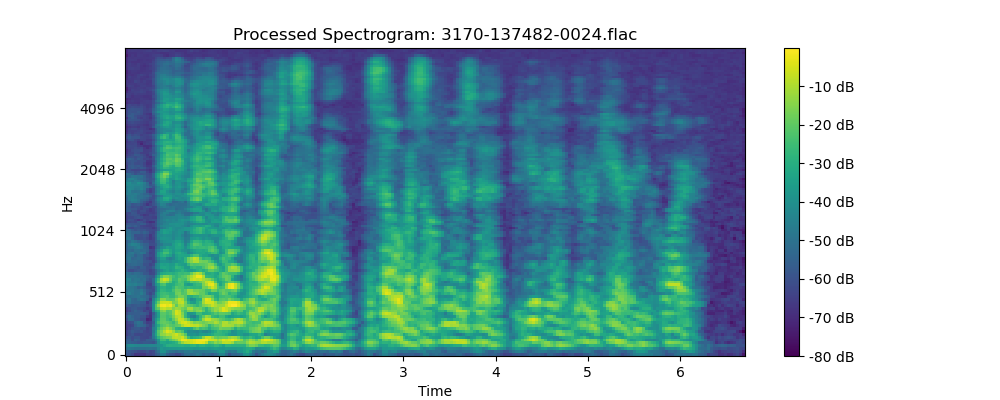 Processed Spectrogram: 3170-137482-0024.flac
Hz
4096
2048
1024
512
0
0 1 2 3 4 5 6
Time
-10 dB
-20 dB
-30 dB
-40 dB
-50 dB
-60 dB
-70 dB
-80 dB